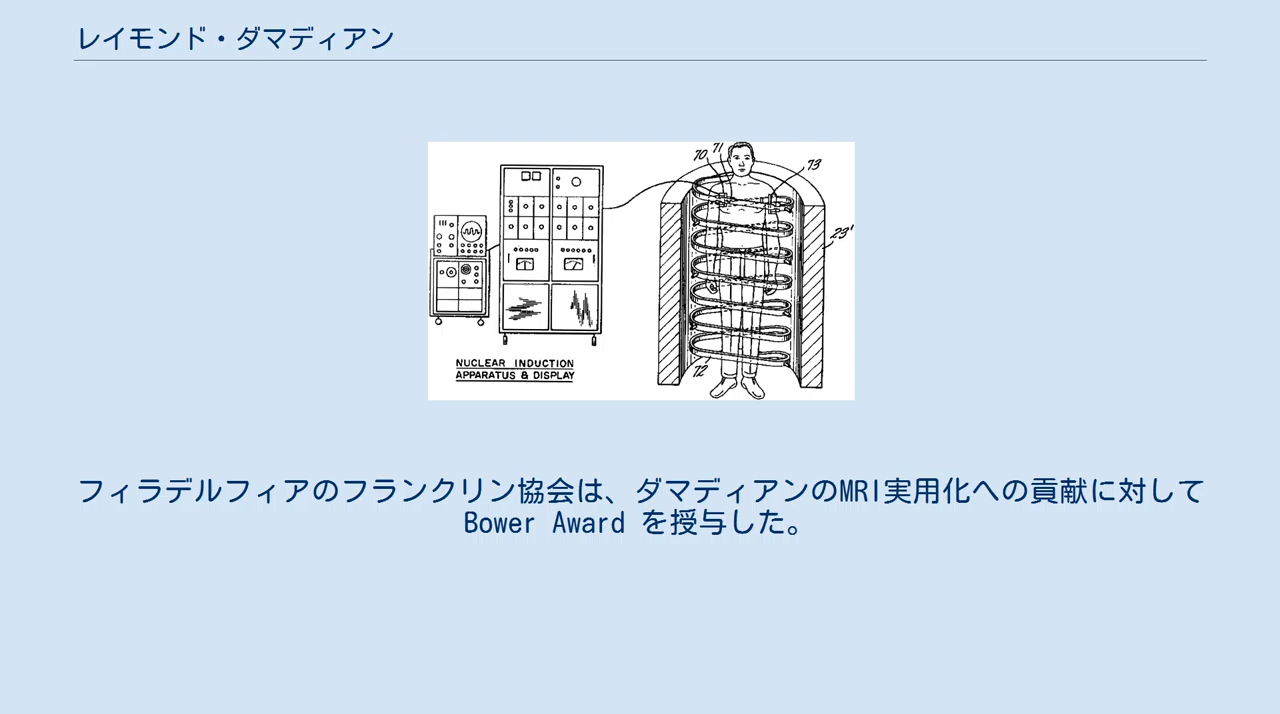 レイモンド・ダマディアン
70 71 73
23'
72
NUCLEAR INDUCTION
APPARATUS & DISPLAY
フィラデルフィアのフランクリン協会は、ダマディアンのMRI実用化への貢献に対して
Bower Award を授与した。